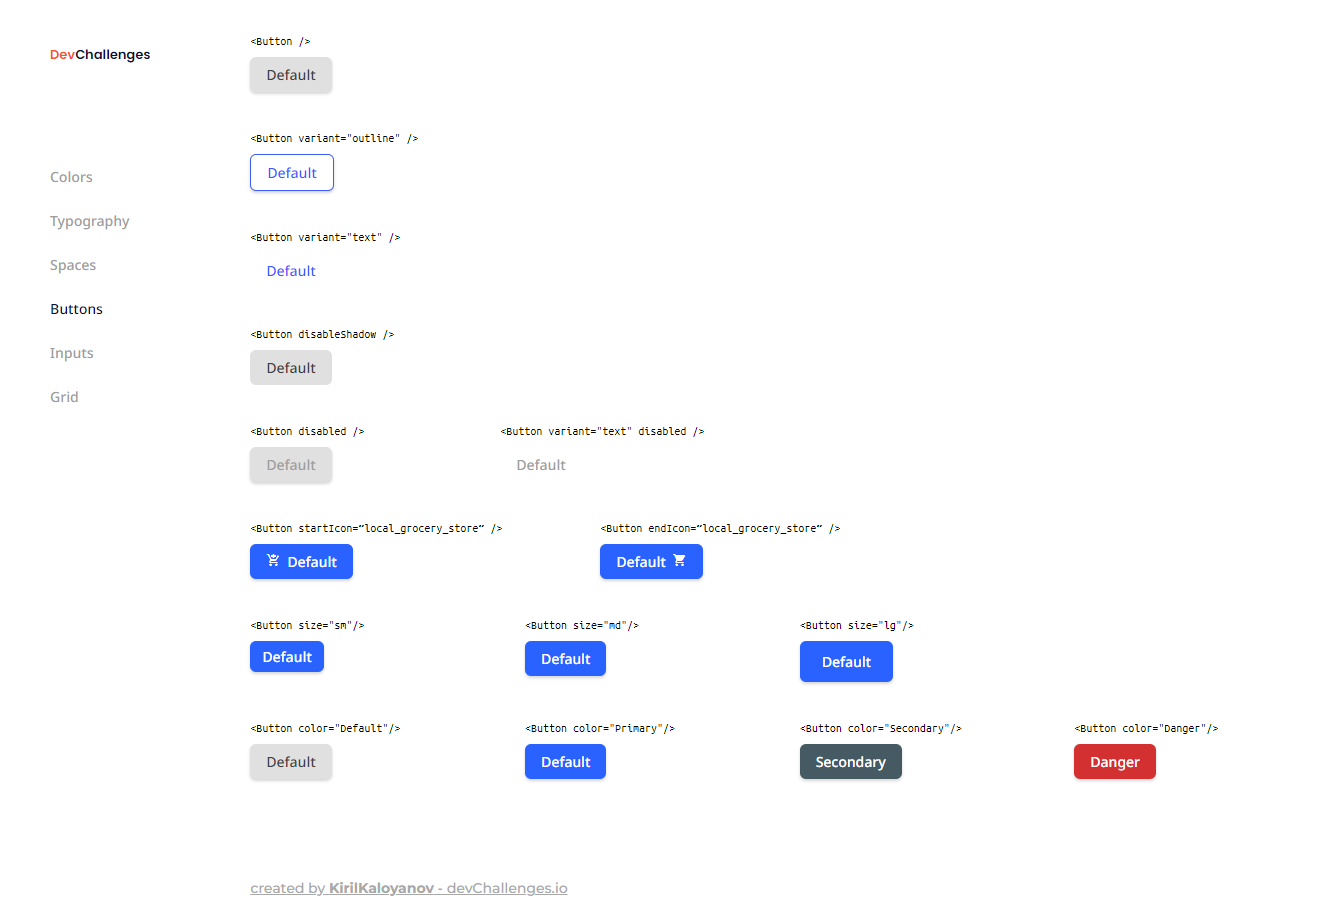 DevChallenges
Colors
Typography
Spaces
Buttons
Inputs
Grid
<Button />
Default
<Button variant="outline" />
Default
<Button variant="text" />
Default
<Button disableShadow />
Default
<Button disabled /> <Button variant="text" disabled />
Default Default
<Button startIcon=“local_grocery_store” /> <Button endIcon=“local_grocery_store” />
Default Default
<Button size="sm"/> <Button size="md"/> <Button size="lg"/>
Default Default Default
<Button color="Default"/> <Button color="Primary"/> <Button color="Secondary"/> <Button color="Danger"/>
Default Default Secondary Danger
created by KirilKaloyanov - devChallenges.io